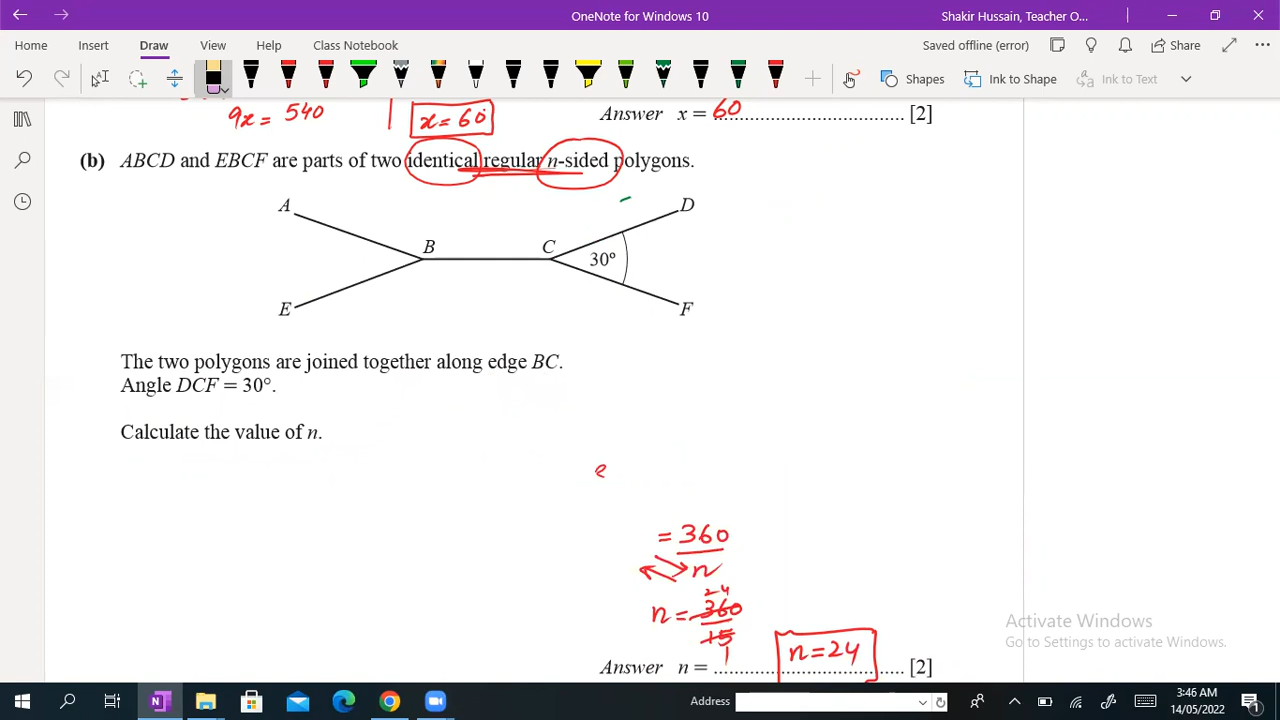 OneNote for Windows 10
Shakir Hussain, Teacher O...
Home Insert Draw View Help Class Notebook
Saved offline (error) Share
Shapes Ink to Shape Ink to Text
9x = 540
x = 60
Answer x = 60 [2]
(b) ABCD and EBCF are parts of two identical regular n-sided polygons.
A D
B C 30°
E F
The two polygons are joined together along edge BC.
Angle DCF = 30°.
Calculate the value of n.
e
= 360
n
24
n = 360
15
1
Answer n = .................................... [2]
n = 24
Activate Windows
Go to Settings to activate Windows.
Address
3:46 AM
14/05/2022
1